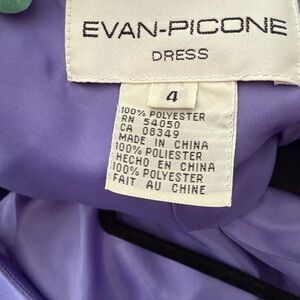 EVAN-PICONE
DRESS
4
100% POLYESTER
RN 54050
CA 08349
MADE IN CHINA
100% POLIESTER
HECHO EN CHINA
100% POLYESTER
FAIT AU CHINE